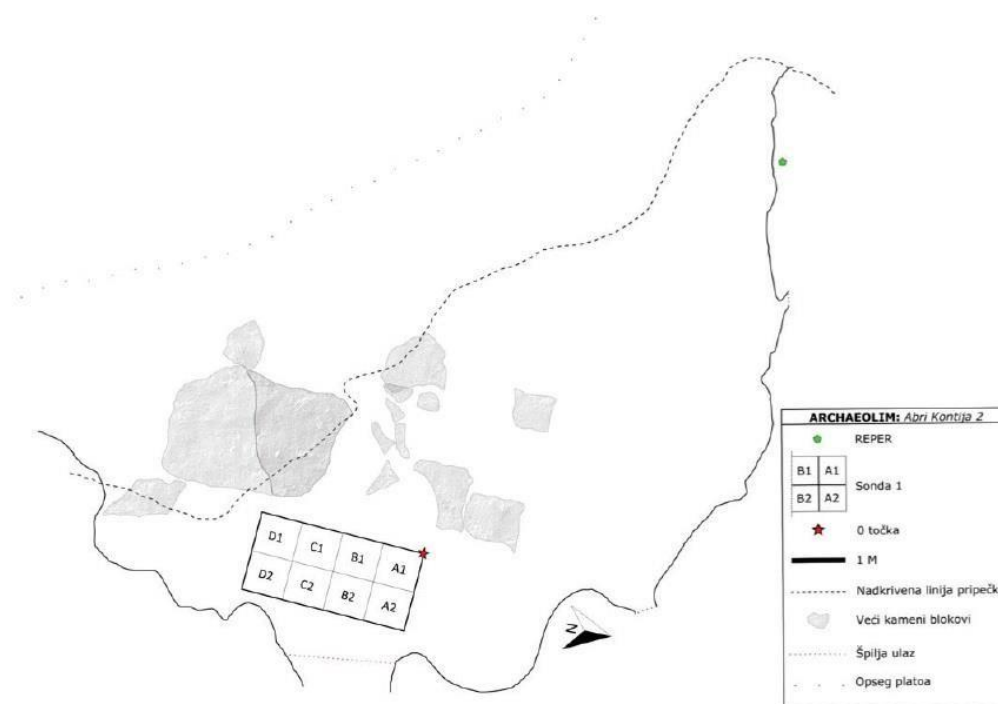 D1 C1 B1 A1
D2 C2 B2 A2
N
ARCHAEOLIM: Abri Kontija 2
REPER
B1 A1
B2 A2
Sonda 1
0 točka
1 M
Nadkrivena linija pripečk
Veći kameni blokovi
Špilja ulaz
Opseg platoa